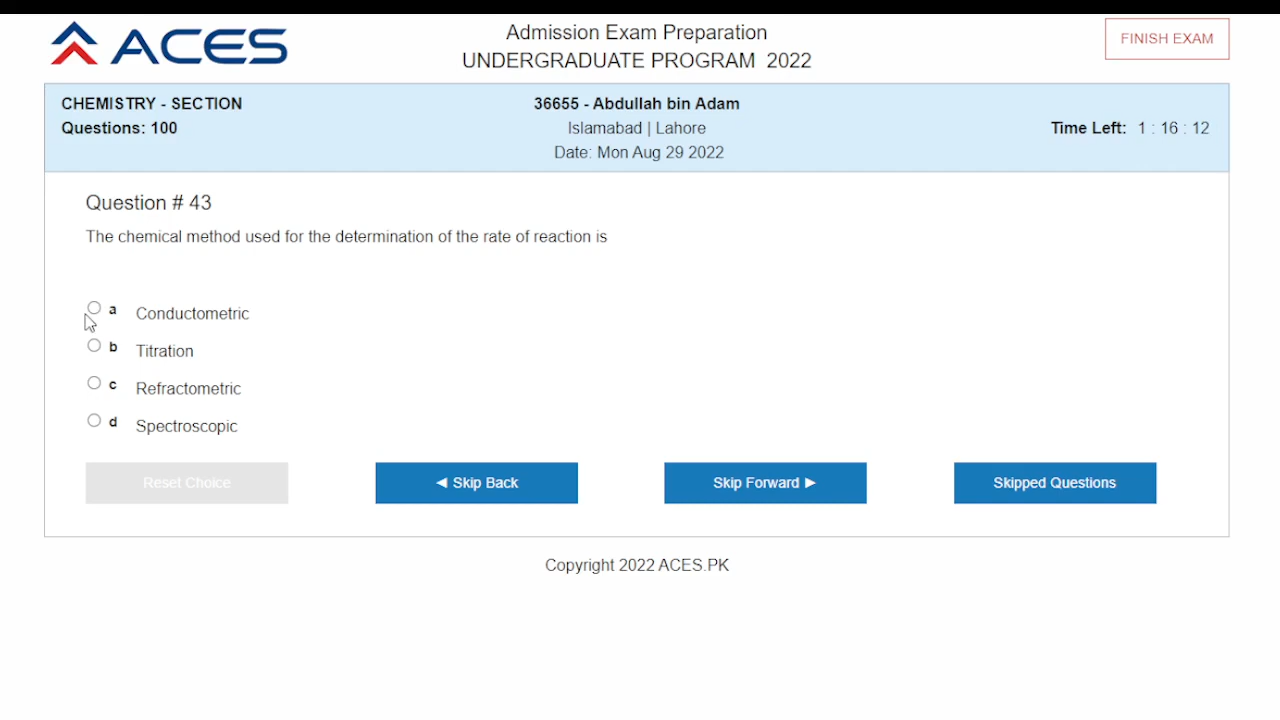 ACES
Admission Exam Preparation
UNDERGRADUATE PROGRAM 2022
FINISH EXAM
CHEMISTRY - SECTION
Questions: 100
36655 - Abdullah bin Adam
Islamabad | Lahore
Date: Mon Aug 29 2022
Time Left: 1 : 16 : 12
Question # 43
The chemical method used for the determination of the rate of reaction is
a Conductometric
b Titration
c Refractometric
d Spectroscopic
Reset Choice
◄ Skip Back
Skip Forward ►
Skipped Questions
Copyright 2022 ACES.PK